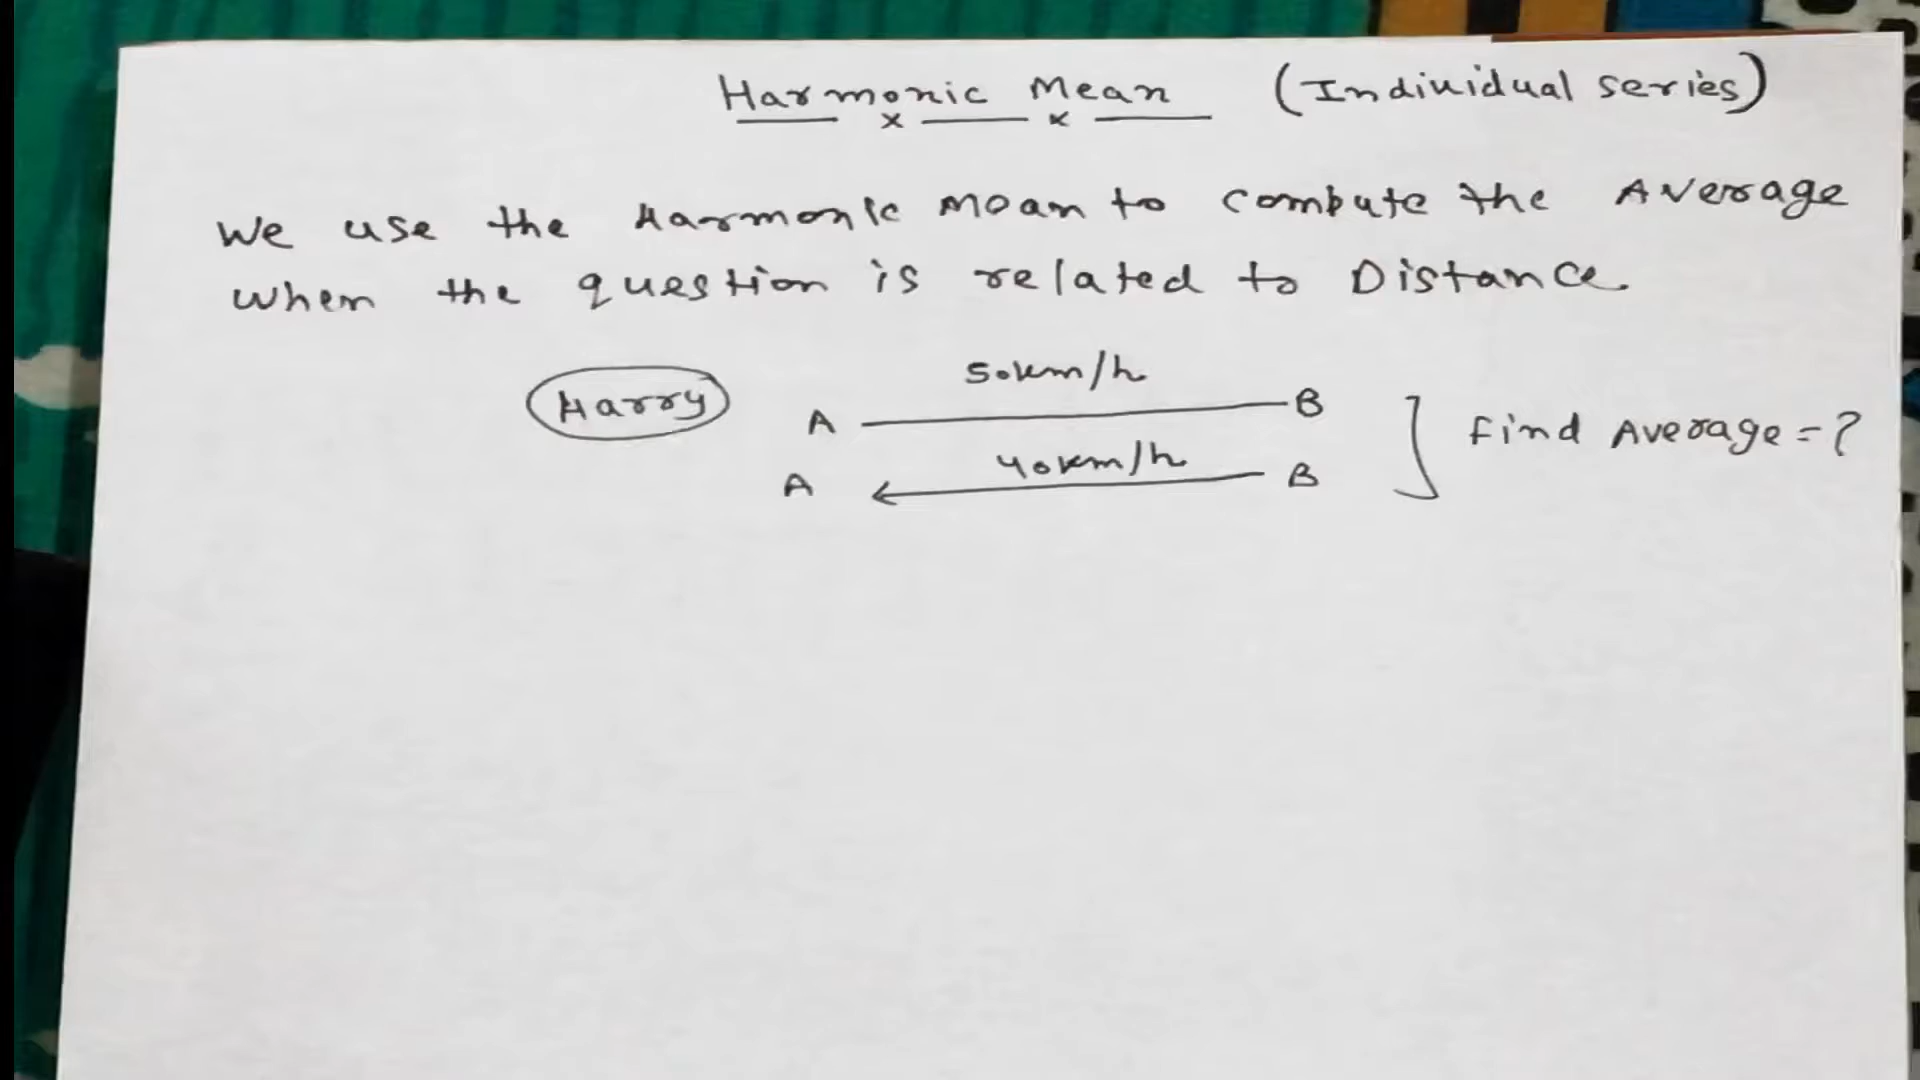 Harmonic Mean (Individual series)
We use the Harmonic Mean to compute the Average
when the question is related to Distance.
50km/h
Harry A B
Find Average = ?
40km/h
A B